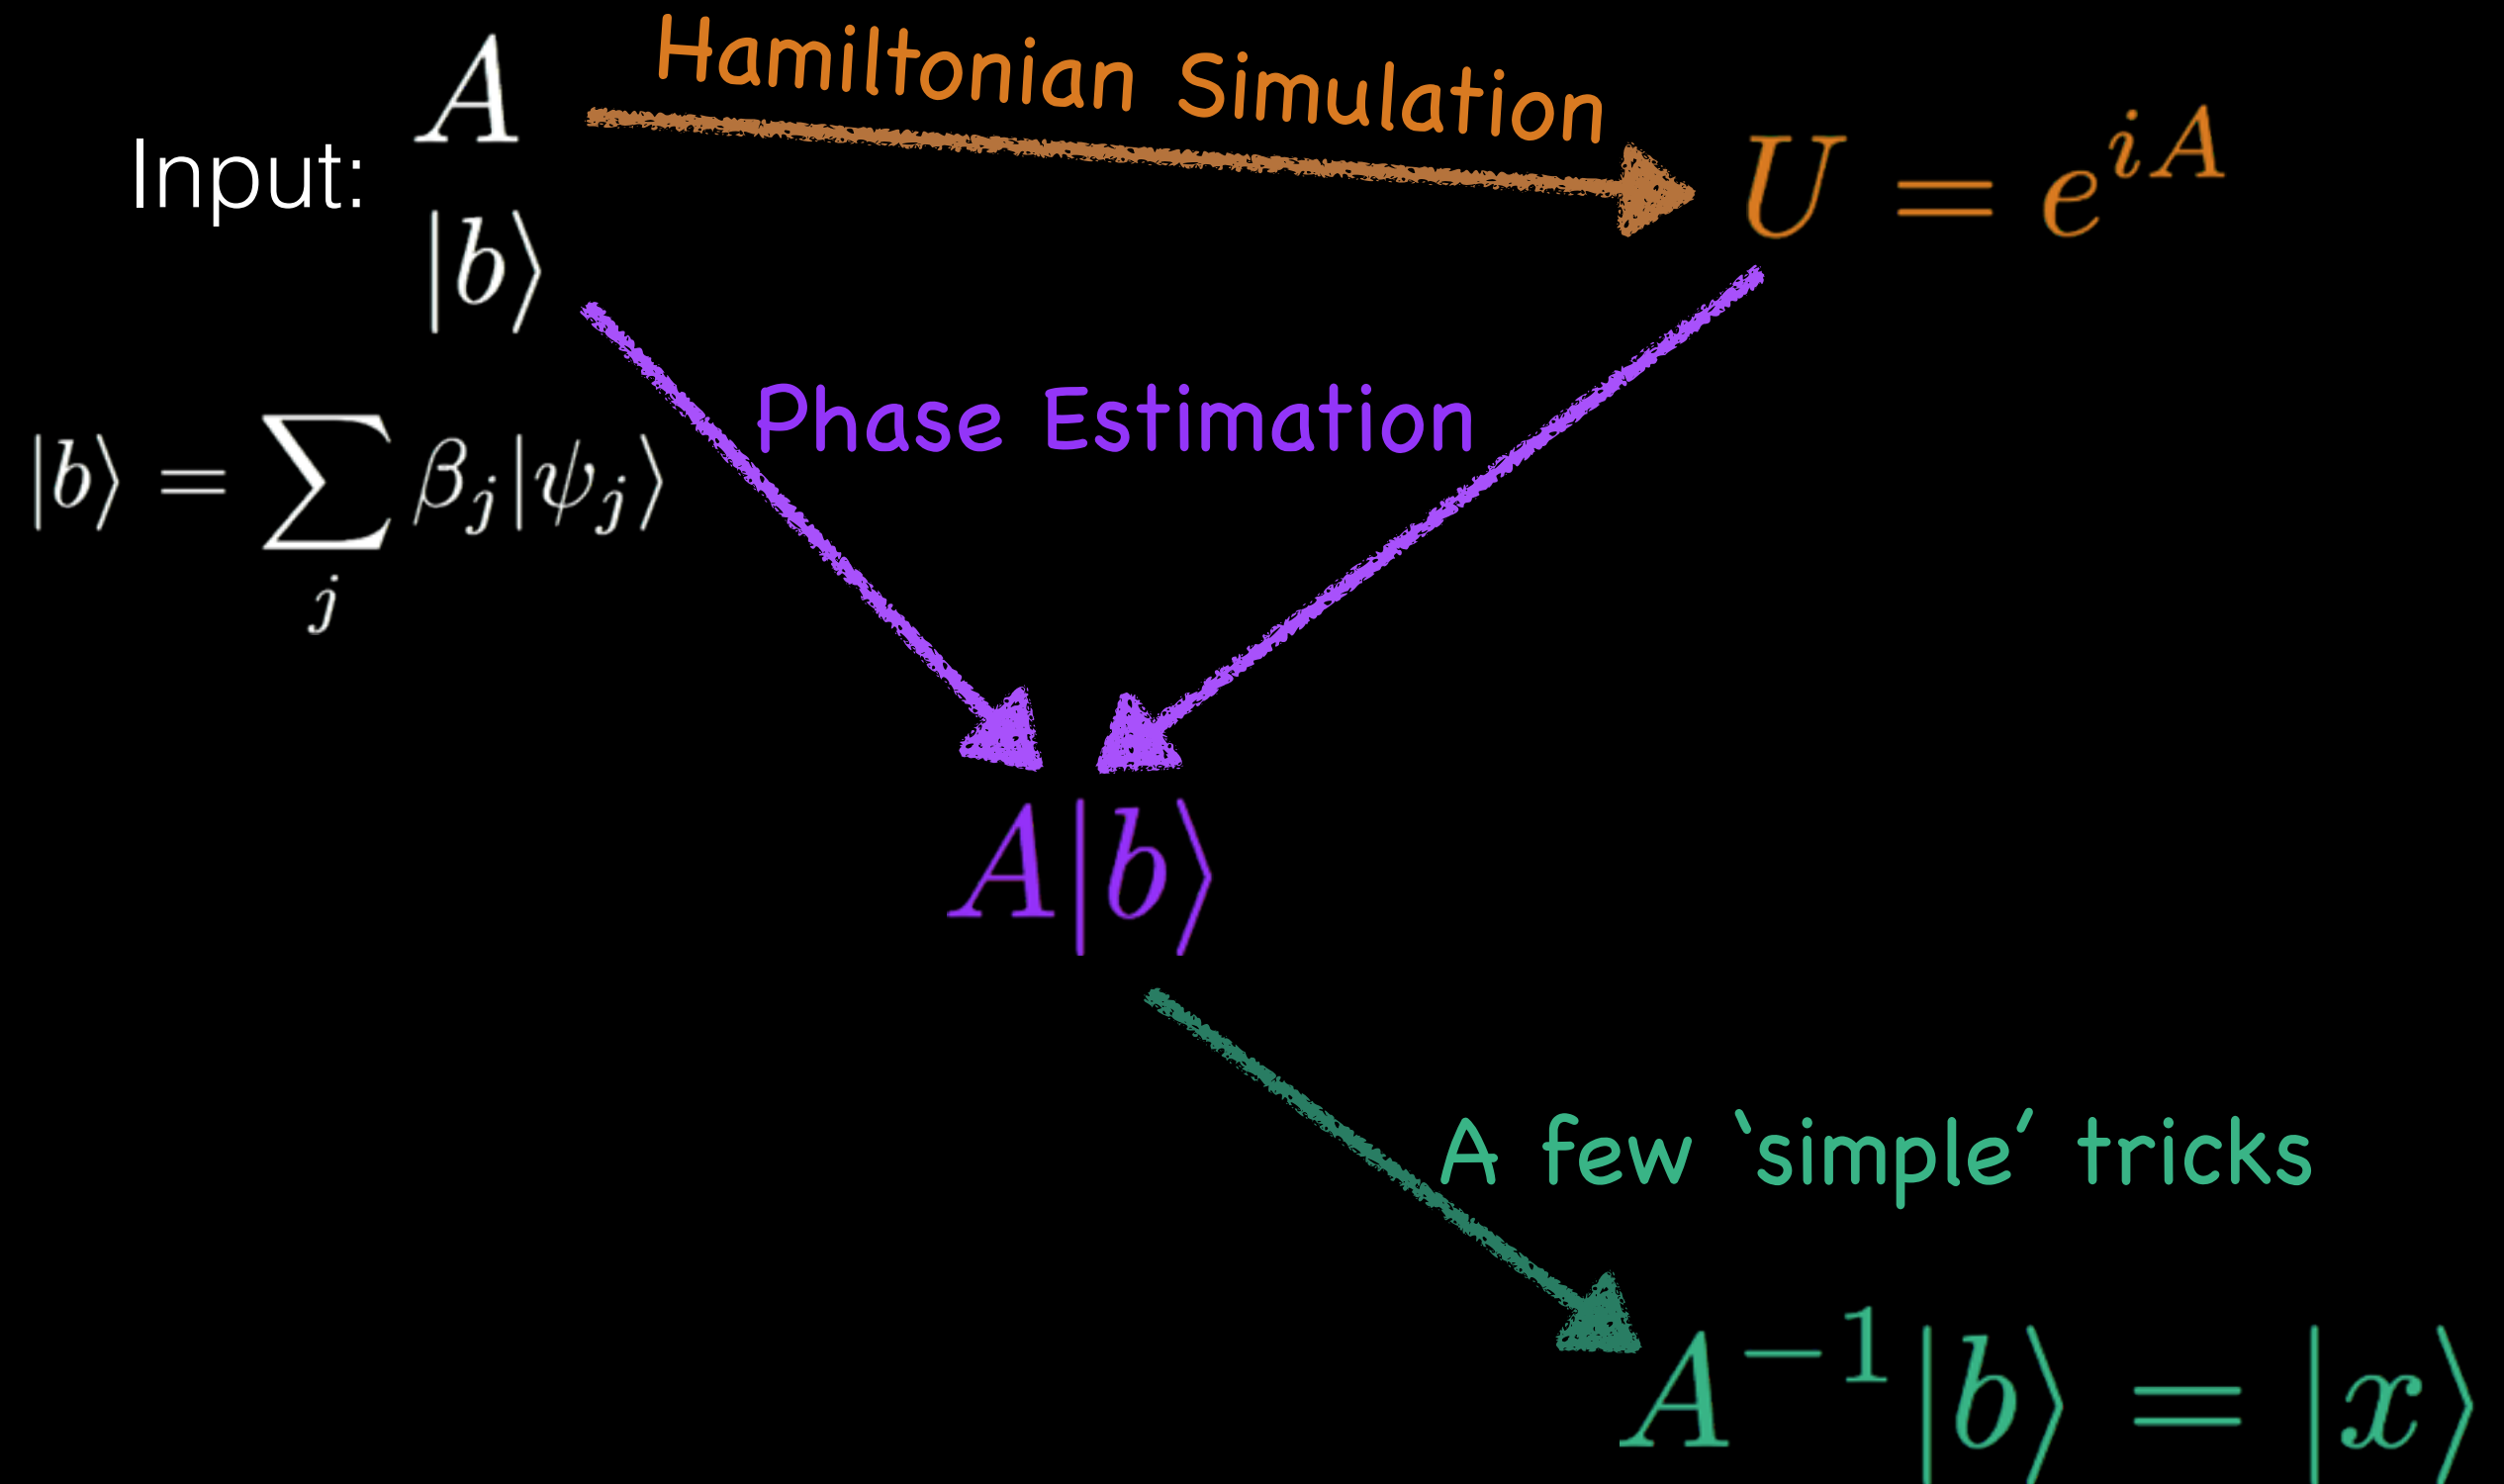 Hamiltonian Simulation
A
Input:
|b⟩
U = e^{iA}
|b⟩ = ∑_j β_j|ψ_j⟩
Phase Estimation
A|b⟩
A few ‵simple′ tricks
A^{−1}|b⟩ = |x⟩